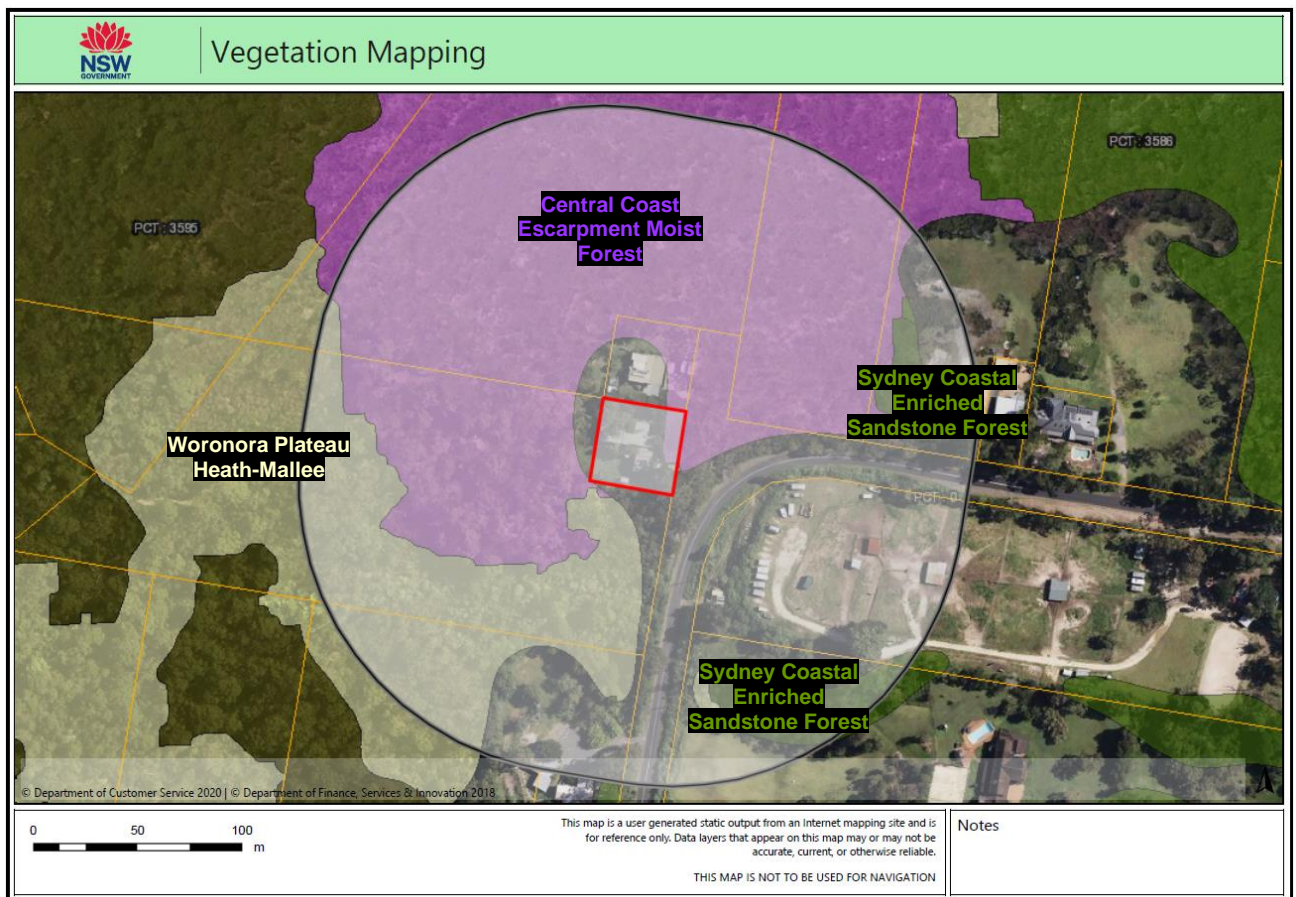 NSW
GOVERNMENT
Vegetation Mapping
PCT : 3586
Central Coast
Escarpment Moist
Forest
PCT : 3595
Sydney Coastal
Enriched
Sandstone Forest
Woronora Plateau
Heath-Mallee
PCT : 0
Sydney Coastal
Enriched
Sandstone Forest
© Department of Customer Service 2020 | © Department of Finance, Services & Innovation 2018
0 50 100
m
This map is a user generated static output from an Internet mapping site and is
for reference only. Data layers that appear on this map may or may not be
accurate, current, or otherwise reliable.
THIS MAP IS NOT TO BE USED FOR NAVIGATION
Notes